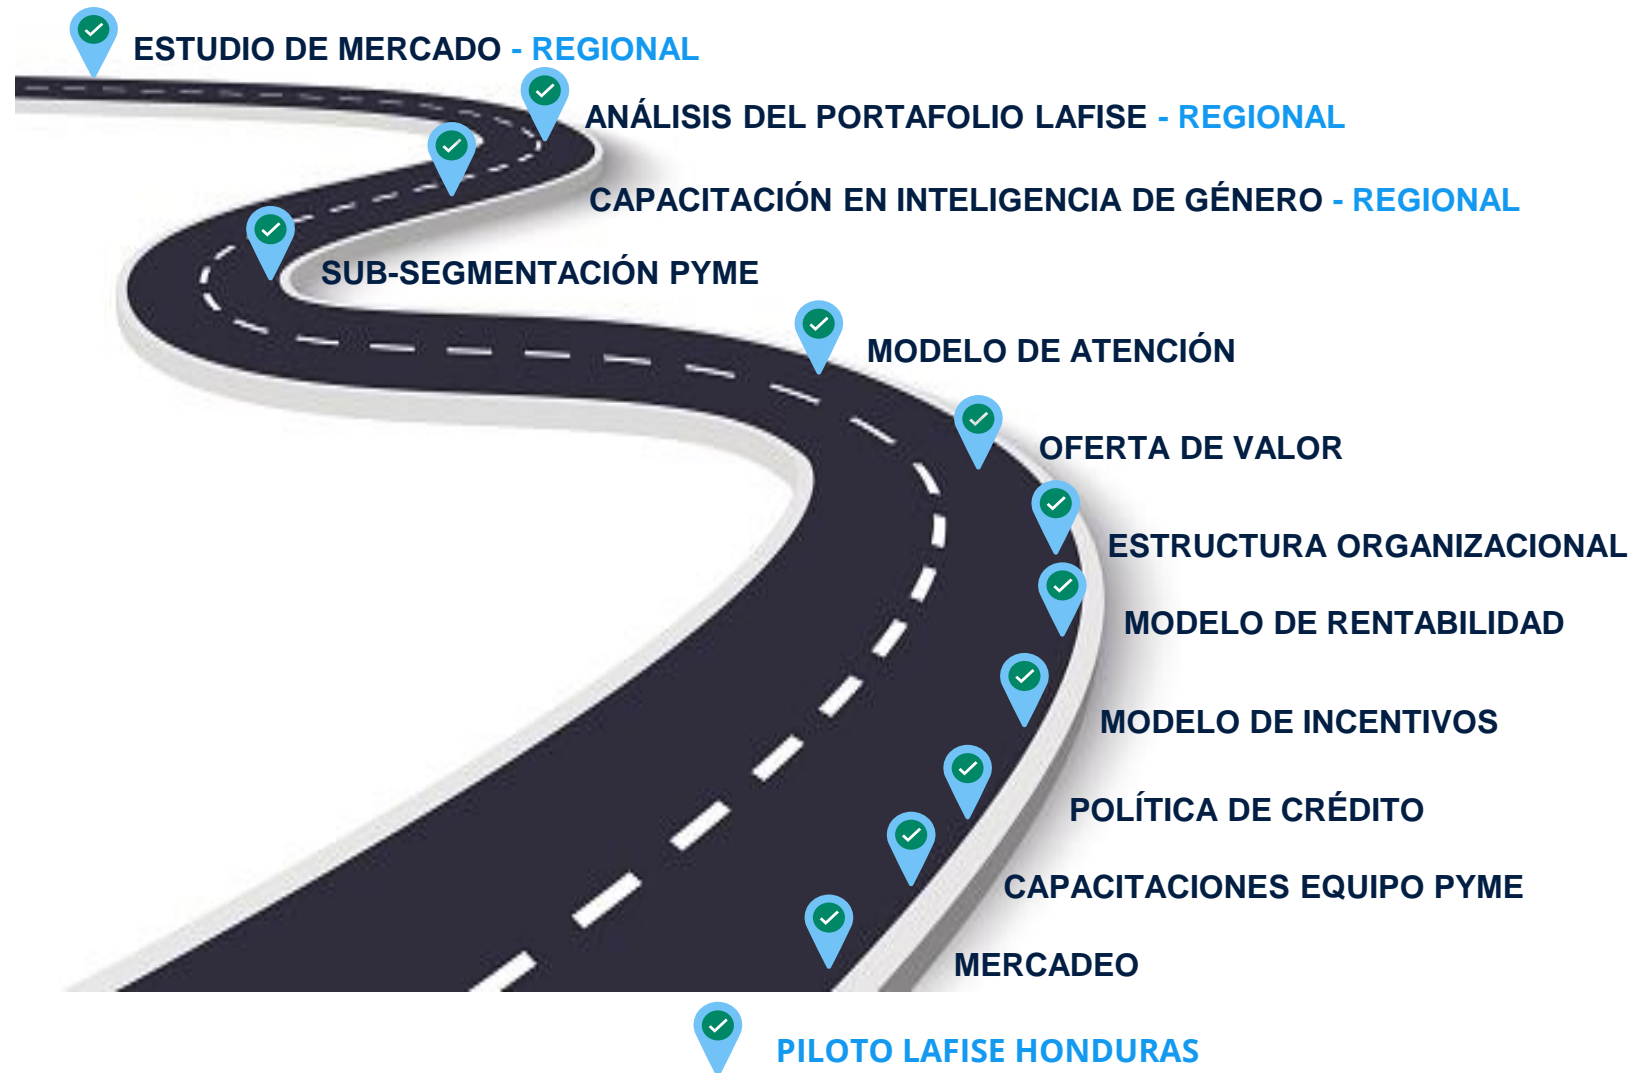 ESTUDIO DE MERCADO - REGIONAL
ANÁLISIS DEL PORTAFOLIO LAFISE - REGIONAL
CAPACITACIÓN EN INTELIGENCIA DE GÉNERO - REGIONAL
SUB-SEGMENTACIÓN PYME
MODELO DE ATENCIÓN
OFERTA DE VALOR
ESTRUCTURA ORGANIZACIONAL
MODELO DE RENTABILIDAD
MODELO DE INCENTIVOS
POLÍTICA DE CRÉDITO
CAPACITACIONES EQUIPO PYME
MERCADEO
PILOTO LAFISE HONDURAS